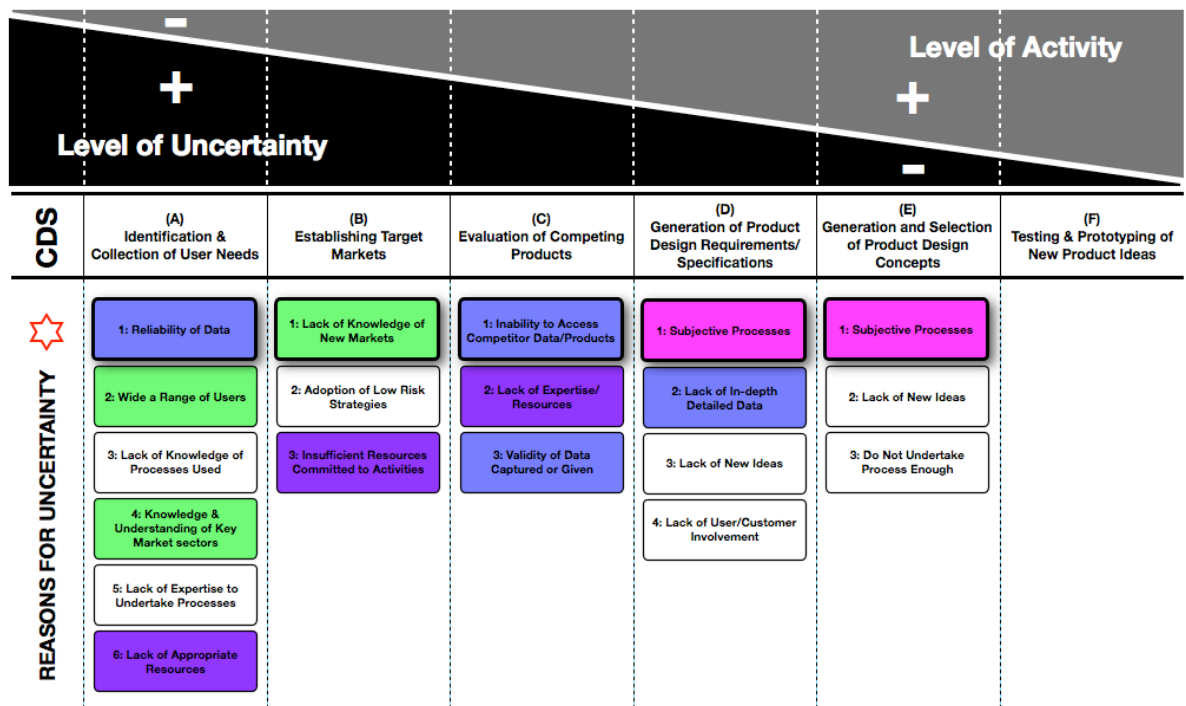 -
+
Level of Uncertainty
Level of Activity
+
-
CDS
(A)
Identification &
Collection of User Needs
(B)
Establishing Target
Markets
(C)
Evaluation of Competing
Products
(D)
Generation of Product
Design Requirements/
Specifications
(E)
Generation and Selection
of Product Design
Concepts
(F)
Testing & Prototyping of
New Product Ideas
REASONS FOR UNCERTAINTY
1: Reliability of Data
2: Wide a Range of Users
3: Lack of Knowledge of
Processes Used
4: Knowledge &
Understanding of Key
Market sectors
5: Lack of Expertise to
Undertake Processes
6: Lack of Appropriate
Resources
1: Lack of Knowledge of
New Markets
2: Adoption of Low Risk
Strategies
3: Insufficient Resources
Committed to Activities
1: Inability to Access
Competitor Data/Products
2: Lack of Expertise/
Resources
3: Validity of Data
Captured or Given
1: Subjective Processes
2: Lack of In-depth
Detailed Data
3: Lack of New Ideas
4: Lack of User/Customer
Involvement
1: Subjective Processes
2: Lack of New Ideas
3: Do Not Undertake
Process Enough